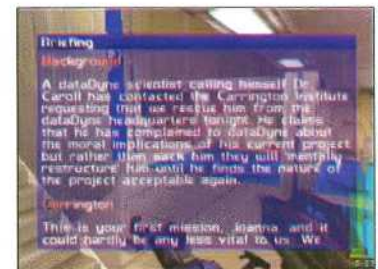 Briefing
Background
A dataDyne scientist calling himself Dr.
Caroll has contacted the Carrington Institute
requesting that we rescue him from the
dataDyne headquarters tonight. He claims
that he has complained to dataDyne about
the moral implications of his current project
but rather than sack him they will mentally
restructure him until he finds the nature of
the project acceptable again.
Carrington
This is your first mission, Joanna, and it
could hardly be any less vital to us. We